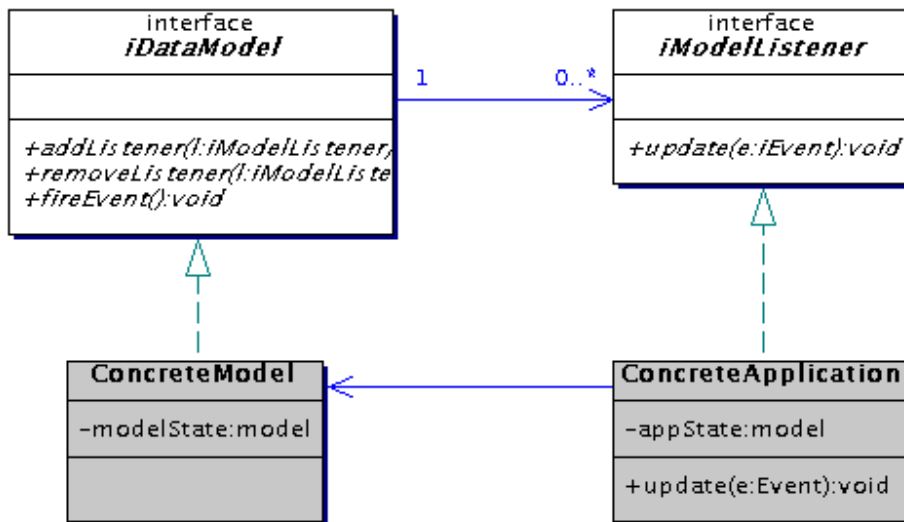 interface
iDataModel
+addListener(l:iModelListener)
+removeListener(l:iModelListe
+fireEvent():void
1
0..*
interface
iModelListener
+update(e:iEvent):void
ConcreteModel
-modelState:model
ConcreteApplication
-appState:model
+update(e:Event):void